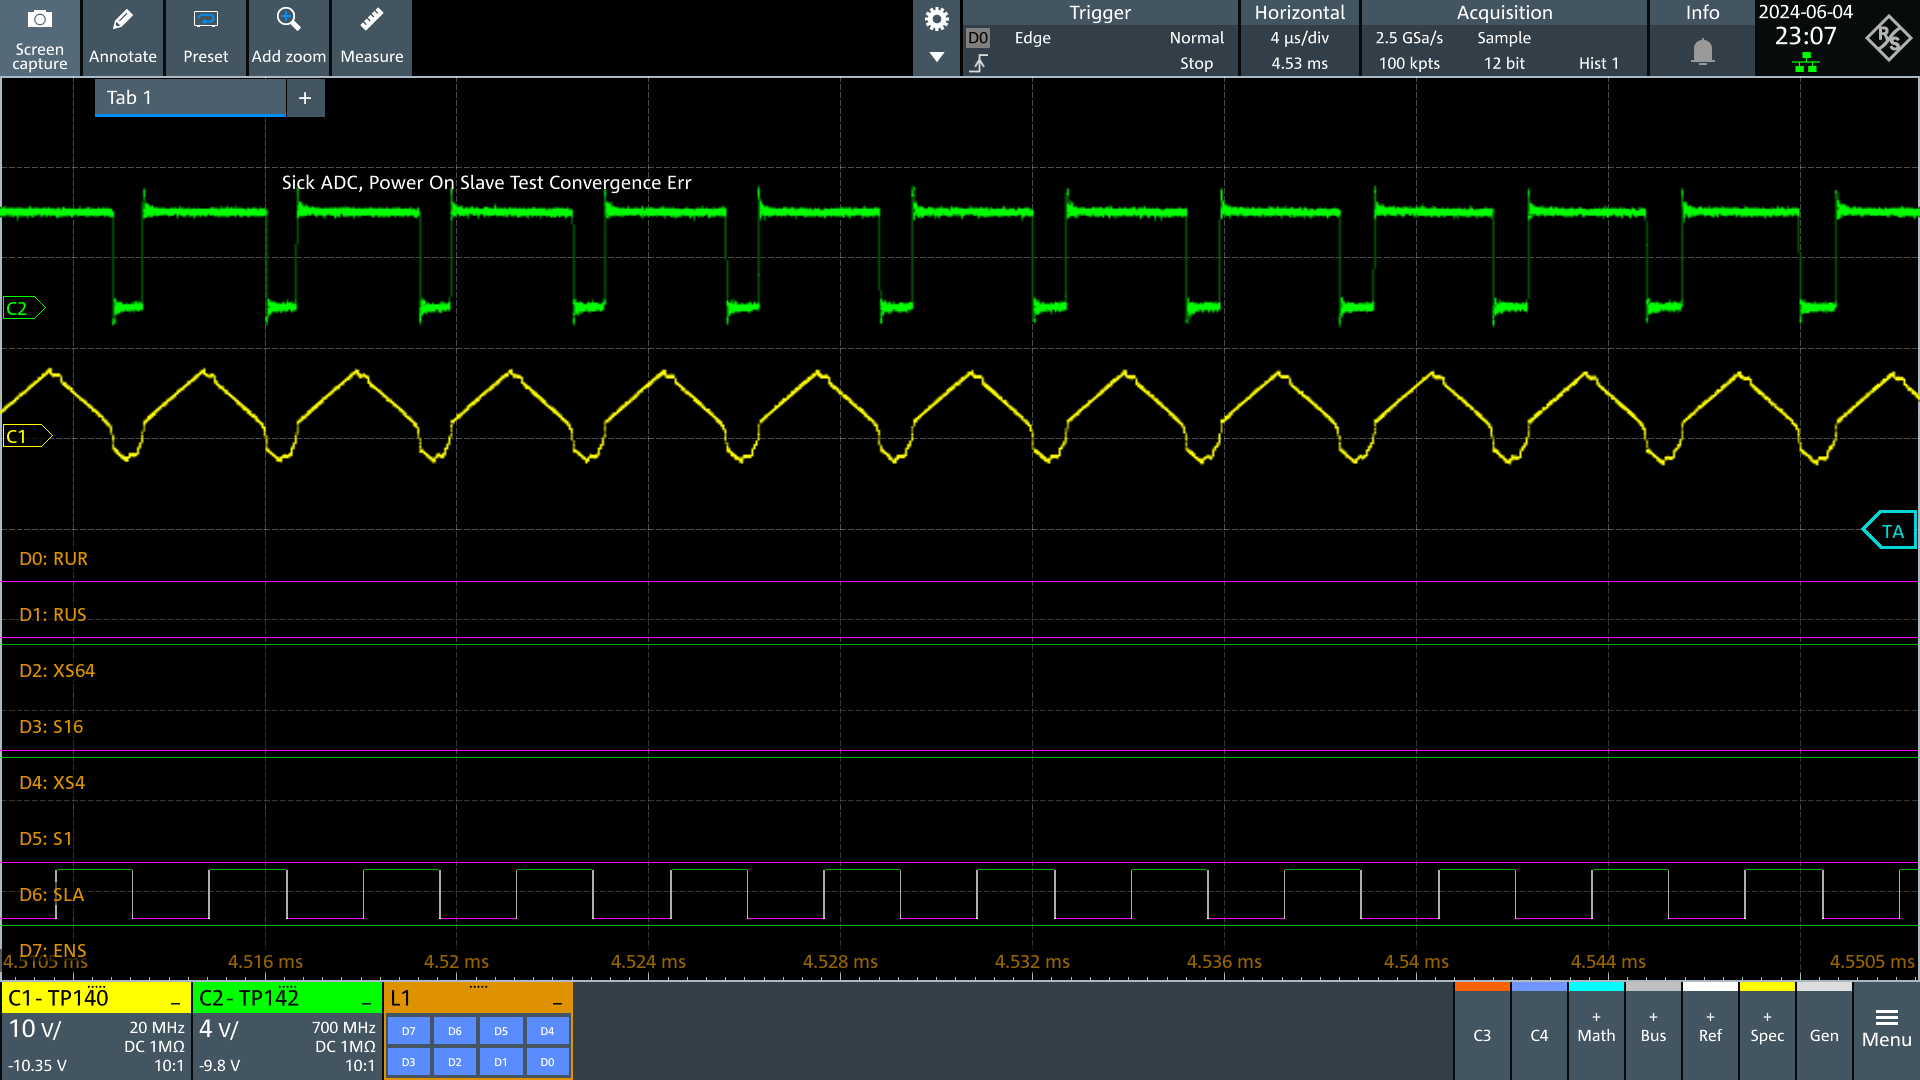 Screen capture
Annotate
Preset
Add zoom
Measure
Trigger
D0 Edge Normal
Stop
Horizontal
4 µs/div
4.53 ms
Acquisition
2.5 GSa/s Sample
100 kpts 12 bit Hist 1
Info
2024-06-04
23:07
R&S
Tab 1 +
Sick ADC, Power On Slave Test Convergence Err
C2
C1
TA
D0: RUR
D1: RUS
D2: XS64
D3: S16
D4: XS4
D5: S1
D6: SLA
D7: ENS
4.5105 ms 4.516 ms 4.52 ms 4.524 ms 4.528 ms 4.532 ms 4.536 ms 4.54 ms 4.544 ms 4.5505 ms
C1 - TP140
10 V/ 20 MHz
DC 1MΩ
-10.35 V 10:1
C2 - TP142
4 V/ 700 MHz
DC 1MΩ
-9.8 V 10:1
L1
D7 D6 D5 D4
D3 D2 D1 D0
C3
C4
+ Math
+ Bus
+ Ref
+ Spec
Gen
Menu